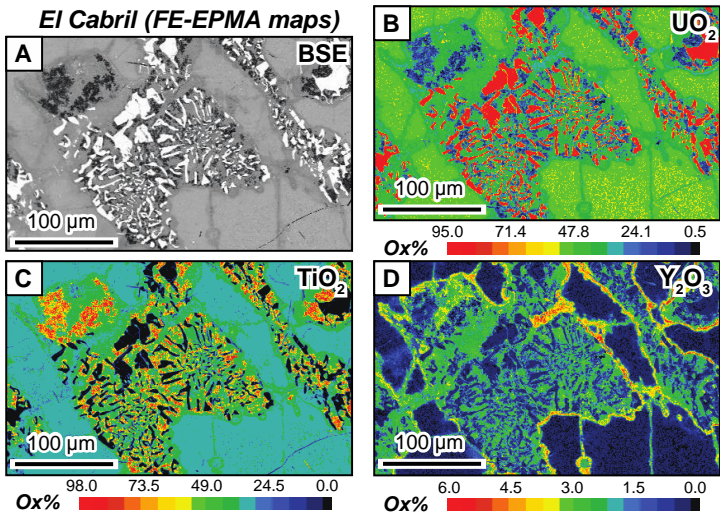 El Cabril (FE-EPMA maps)
A
BSE
100 µm
B
UO₂
100 µm
95.0 71.4 47.8 24.1 0.5
Ox%
C
TiO₂
100 µm
98.0 73.5 49.0 24.5 0.0
Ox%
D
Y₂O₃
100 µm
6.0 4.5 3.0 1.5 0.0
Ox%